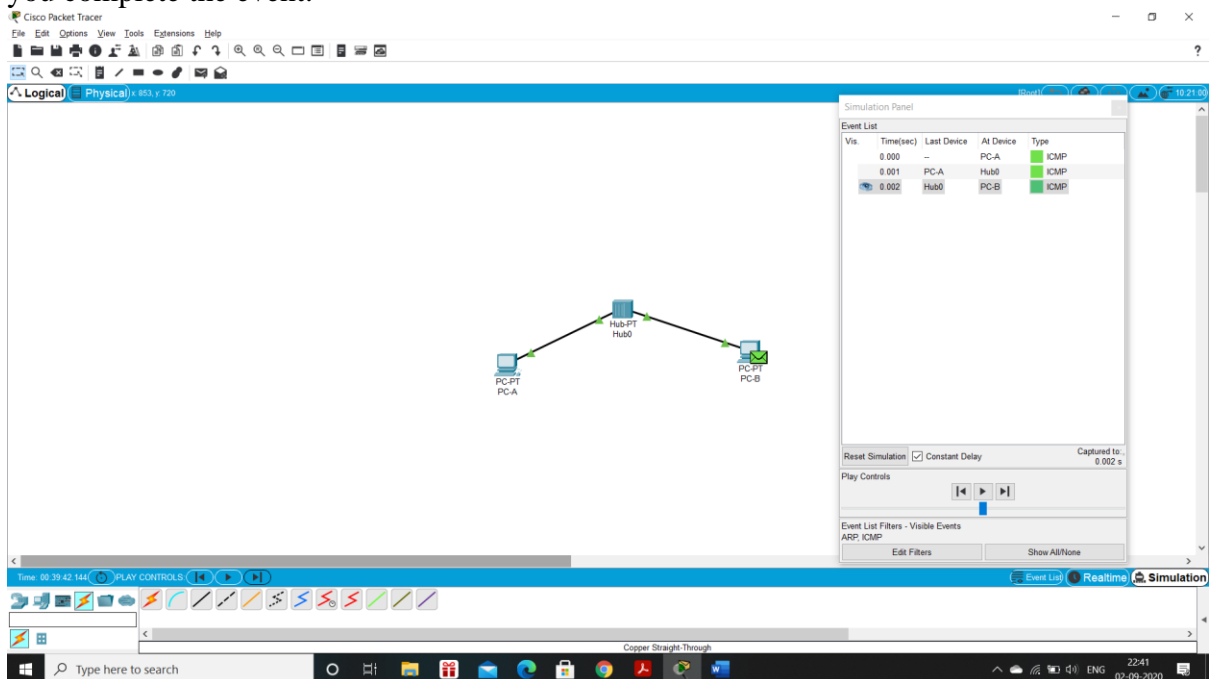 you complete the event.
Cisco Packet Tracer
File Edit Options View Tools Extensions Help
?
Logical Physical x: 853, y: 720
[Root] 10:21:00
Simulation Panel
Event List
Vis. Time(sec) Last Device At Device Type
0.000 -- PC-A ICMP
0.001 PC-A Hub0 ICMP
0.002 Hub0 PC-B ICMP
Hub-PT
Hub0
PC-PT
PC-A
PC-PT
PC-B
Reset Simulation Constant Delay
Captured to:
0.002 s
Play Controls
Event List Filters - Visible Events
ARP, ICMP
Edit Filters Show All/None
Time: 00:39:42.144 PLAY CONTROLS:
Event List Realtime Simulation
Copper Straight-Through
Type here to search
ENG
22:41
02-09-2020